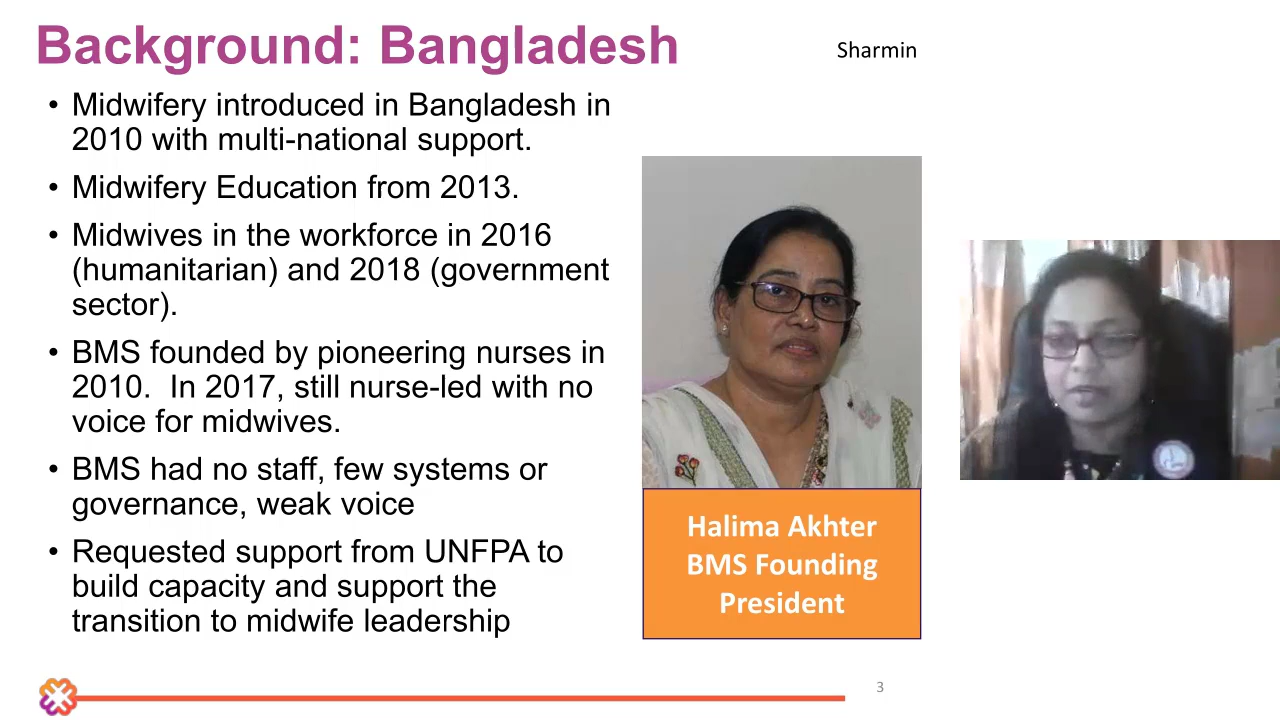 Background: Bangladesh
Sharmin
• Midwifery introduced in Bangladesh in
2010 with multi-national support.
• Midwifery Education from 2013.
• Midwives in the workforce in 2016
(humanitarian) and 2018 (government
sector).
• BMS founded by pioneering nurses in
2010.  In 2017, still nurse-led with no
voice for midwives.
• BMS had no staff, few systems or
governance, weak voice
• Requested support from UNFPA to
build capacity and support the
transition to midwife leadership
Halima Akhter
BMS Founding
President
3